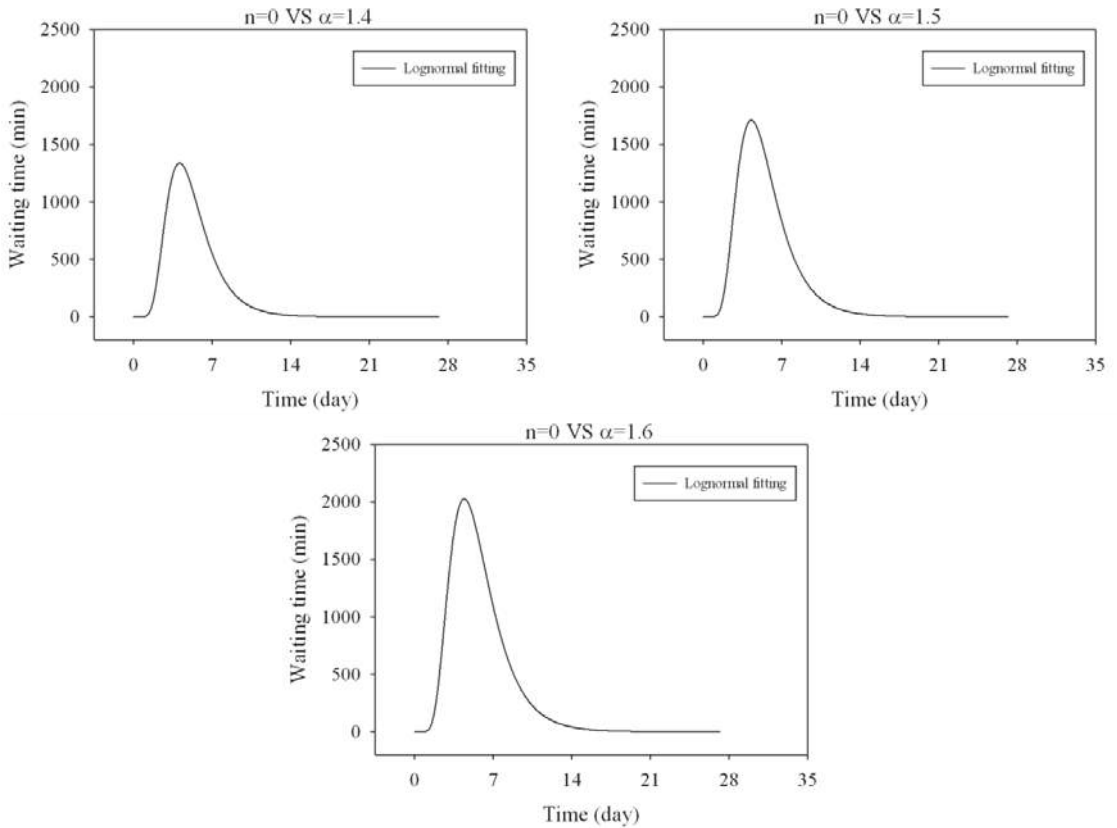 n=0 VS α=1.4
2500
2000
1500
1000
500
0
Waiting time (min)
Lognormal fitting
0 7 14 21 28 35
Time (day)
n=0 VS α=1.5
2500
2000
1500
1000
500
0
Waiting time (min)
Lognormal fitting
0 7 14 21 28 35
Time (day)
n=0 VS α=1.6
2500
2000
1500
1000
500
0
Waiting time (min)
Lognormal fitting
0 7 14 21 28 35
Time (day)